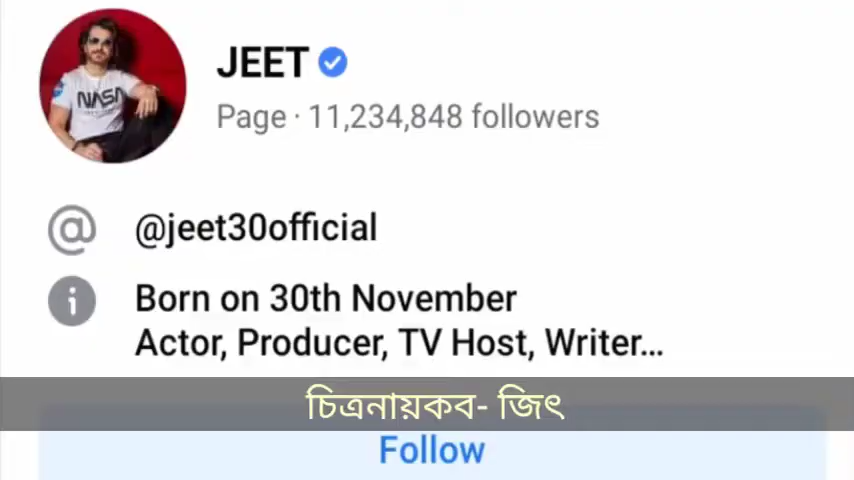 JEET
Page · 11,234,848 followers
@jeet30official
Born on 30th November
Actor, Producer, TV Host, Writer...
চিত্রনায়কব- জিৎ
Follow
NASA